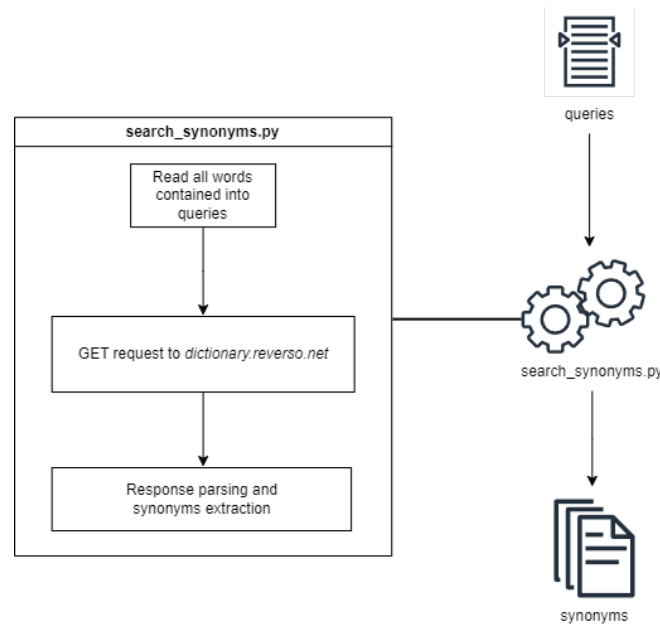 queries
search_synonyms.py
Read all words
contained into
queries
GET request to dictionary.reverso.net
search_synonyms.py
Response parsing and
synonyms extraction
synonyms